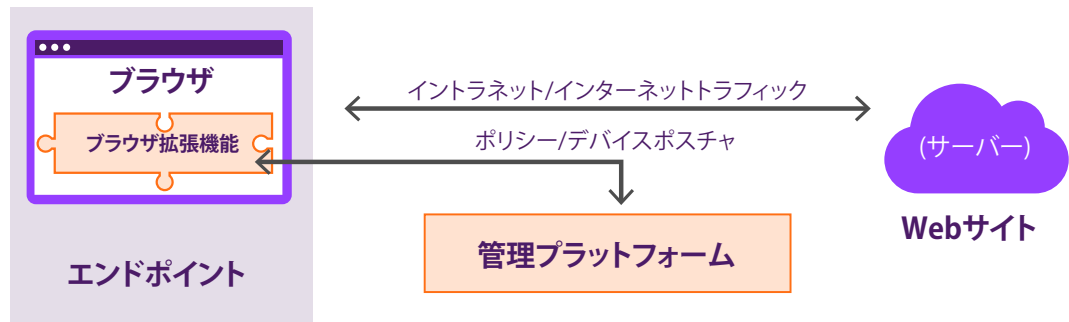 ブラウザ
ブラウザ拡張機能
エンドポイント
イントラネット/インターネットトラフィック
ポリシー/デバイスポスチャ
管理プラットフォーム
(サーバー)
Webサイト